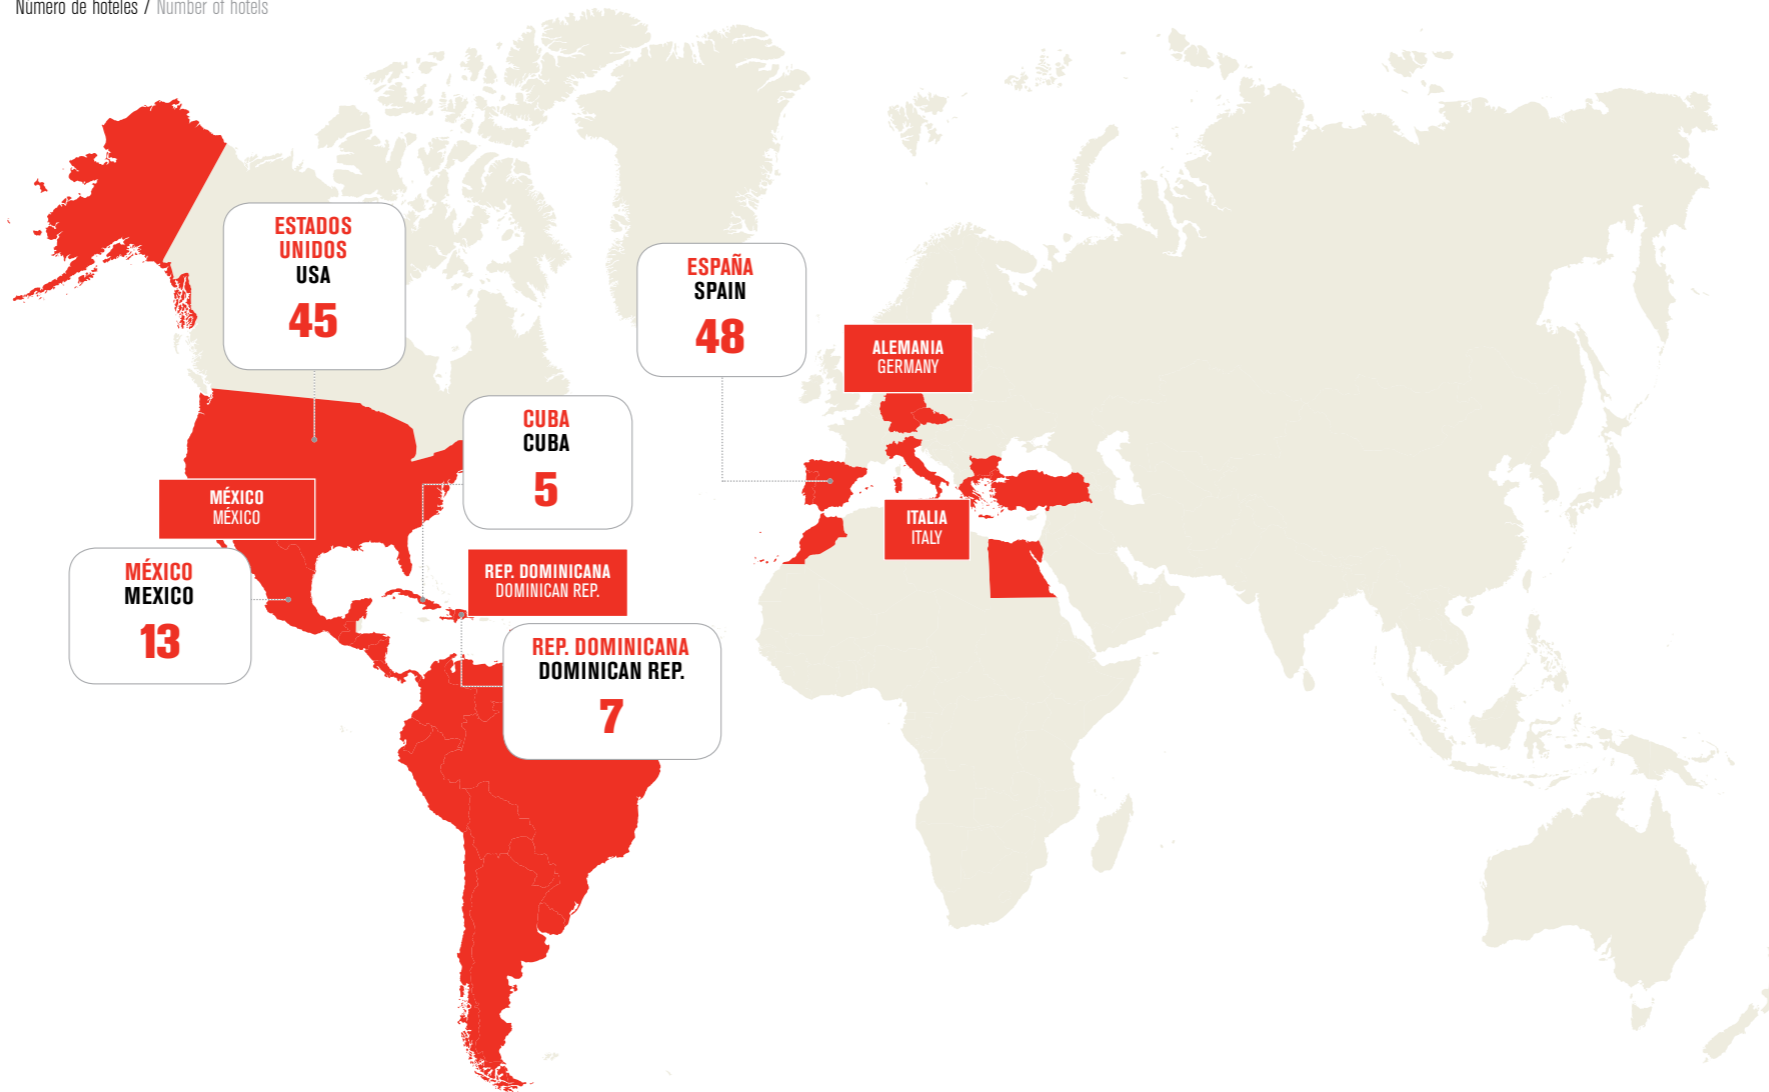 Número de hoteles / Number of hotels
ESTADOS
UNIDOS
USA
45
ESPAÑA
SPAIN
48
ALEMANIA
GERMANY
CUBA
CUBA
5
MÉXICO
MÉXICO
ITALIA
ITALY
MÉXICO
MEXICO
13
REP. DOMINICANA
DOMINICAN REP.
REP. DOMINICANA
DOMINICAN REP.
7